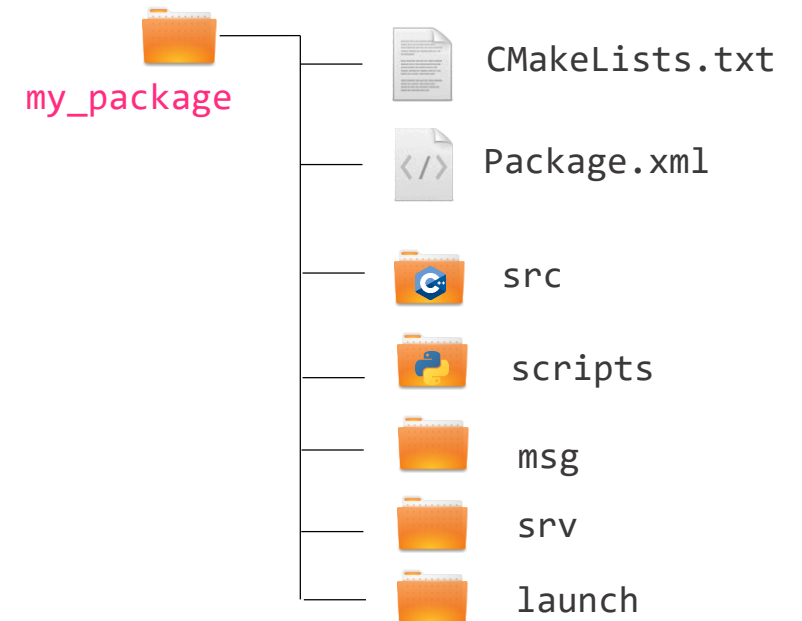 my_package
CMakeLists.txt
Package.xml
src
scripts
msg
srv
launch